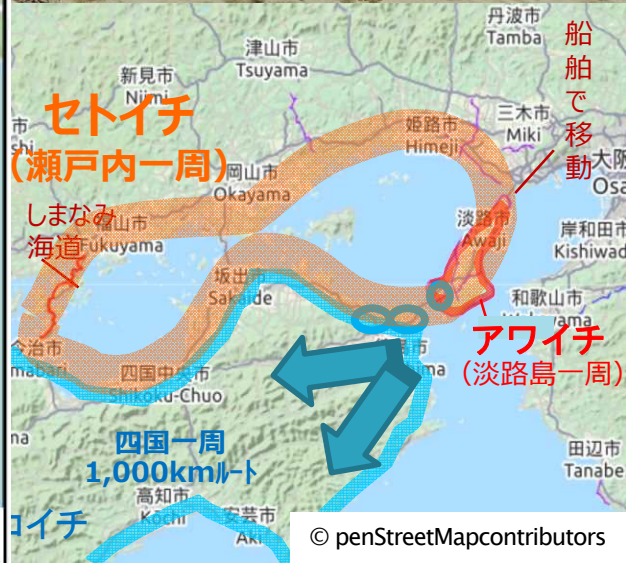 丹波市
Tamba
津山市
Tsuyama
新見市
Niimi
船舶で移動
三木市
Miki
セトイチ
(瀬戸内一周)
姫路市
Himeji
市
岡山市
Okayama
大阪
Osa
しまなみ
海道
福山市
Fukuyama
淡路市
Awaji
岸和田市
Kishiwad
坂出市
Sakaide
和歌山市
アワイチ
(淡路島一周)
今治市
mabari
四国中央市
Shikoku-Chuo
市
ima
na
四国一周
1,000kmルート
田辺市
Tanabe
高知市
Kochi
安芸市
Aki
コイチ
© penStreetMapcontributors